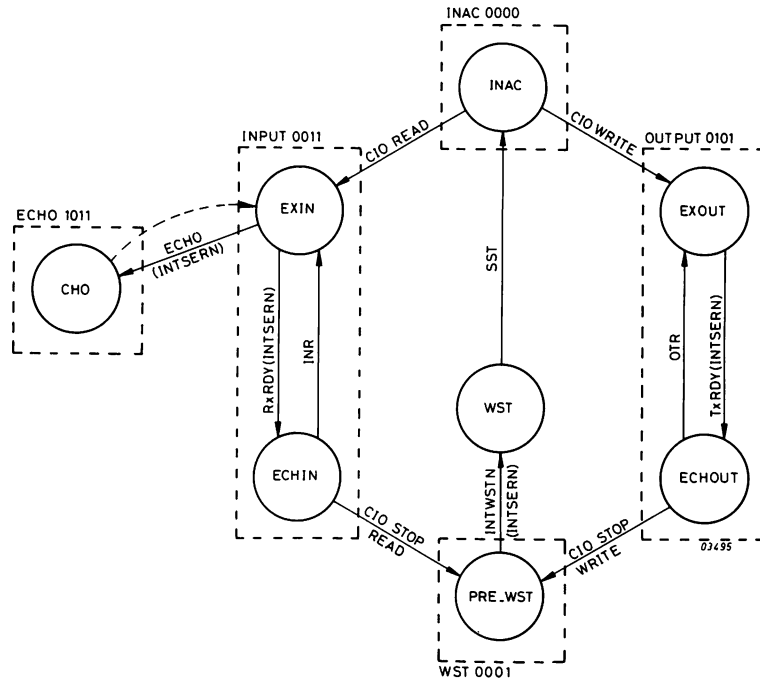 INAC 0000
INAC
CIO READ
CIO WRITE
INPUT 0011
OUTPUT 0101
EXIN
EXOUT
ECHO 1011
ECHO
(INTSERN)
CHO
SST
RxRDY(INTSERN)
INR
OTR
TxRDY(INTSERN)
WST
ECHIN
ECHOUT
INTWSTN
(INTSERN)
CIO STOP
READ
CIO STOP
WRITE
03495
PRE_WST
WST 0001